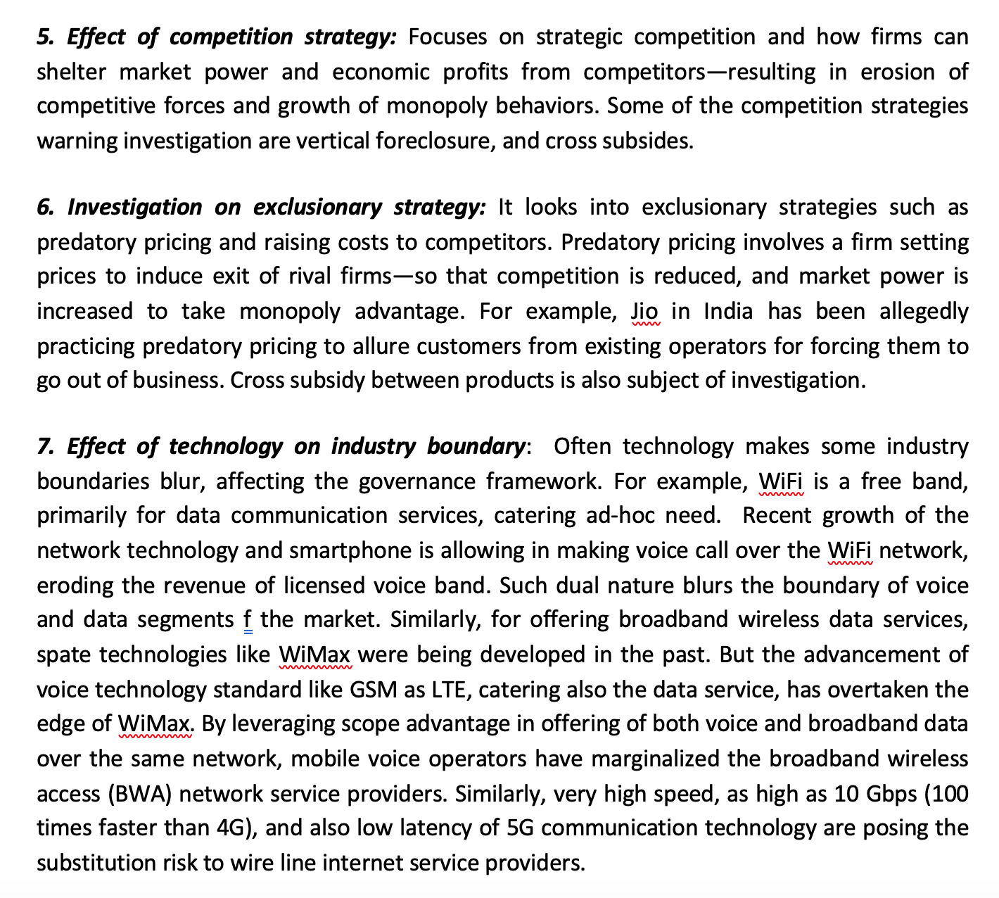 5. Effect of competition strategy: Focuses on strategic competition and how firms can
shelter market power and economic profits from competitors—resulting in erosion of
competitive forces and growth of monopoly behaviors. Some of the competition strategies
warning investigation are vertical foreclosure, and cross subsides.
6. Investigation on exclusionary strategy: It looks into exclusionary strategies such as
predatory pricing and raising costs to competitors. Predatory pricing involves a firm setting
prices to induce exit of rival firms—so that competition is reduced, and market power is
increased to take monopoly advantage. For example, Jio in India has been allegedly
practicing predatory pricing to allure customers from existing operators for forcing them to
go out of business. Cross subsidy between products is also subject of investigation.
7. Effect of technology on industry boundary: Often technology makes some industry
boundaries blur, affecting the governance framework. For example, WiFi is a free band,
primarily for data communication services, catering ad-hoc need. Recent growth of the
network technology and smartphone is allowing in making voice call over the WiFi network,
eroding the revenue of licensed voice band. Such dual nature blurs the boundary of voice
and data segments f the market. Similarly, for offering broadband wireless data services,
spate technologies like WiMax were being developed in the past. But the advancement of
voice technology standard like GSM as LTE, catering also the data service, has overtaken the
edge of WiMax. By leveraging scope advantage in offering of both voice and broadband data
over the same network, mobile voice operators have marginalized the broadband wireless
access (BWA) network service providers. Similarly, very high speed, as high as 10 Gbps (100
times faster than 4G), and also low latency of 5G communication technology are posing the
substitution risk to wire line internet service providers.